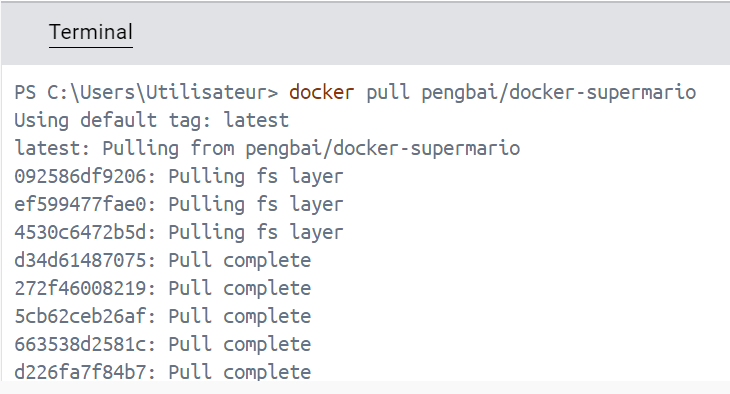 Terminal
PS C:\Users\Utilisateur> docker pull pengbai/docker-supermario
Using default tag: latest
latest: Pulling from pengbai/docker-supermario
092586df9206: Pulling fs layer
ef599477fae0: Pulling fs layer
4530c6472b5d: Pulling fs layer
d34d61487075: Pull complete
272f46008219: Pull complete
5cb62ceb26af: Pull complete
663538d2581c: Pull complete
d226fa7f84b7: Pull complete